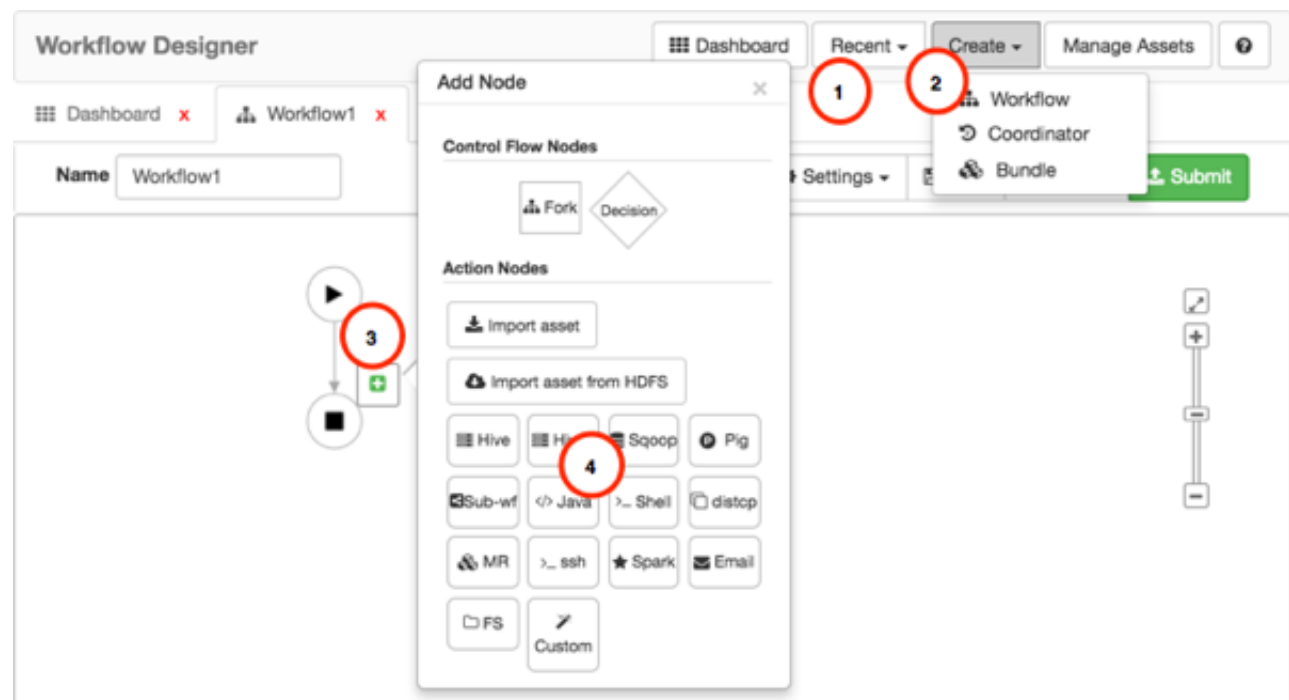 Workflow Designer
Dashboard Recent Create Manage Assets
Add Node
1
2
Workflow
Coordinator
Bundle
Dashboard x Workflow1 x
Control Flow Nodes
Name Workflow1
Settings
Submit
Fork Decision
Action Nodes
Import asset
3
Import asset from HDFS
Hive Sqoop Pig
4
Sub-wf Java Shell distcp
MR ssh Spark Email
FS Custom